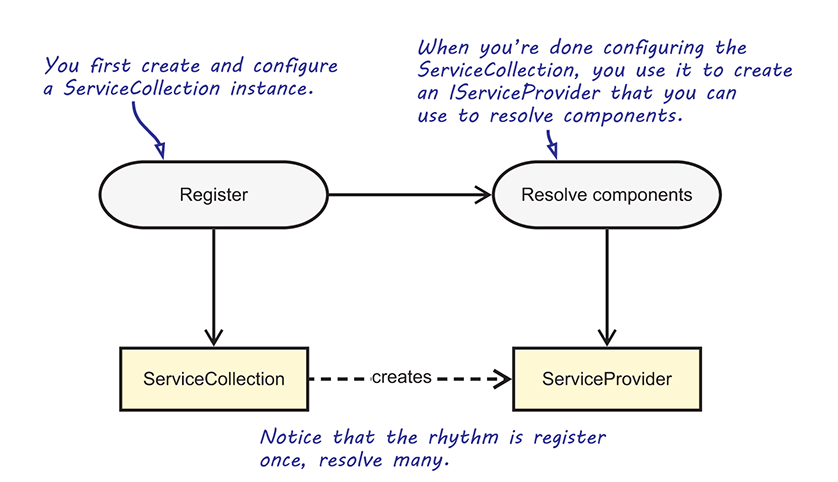 You first create and configure
a ServiceCollection instance.
When you're done configuring the
ServiceCollection, you use it to create
an IServiceProvider that you can
use to resolve components.
Register
Resolve components
ServiceCollection
creates
ServiceProvider
Notice that the rhythm is register
once, resolve many.